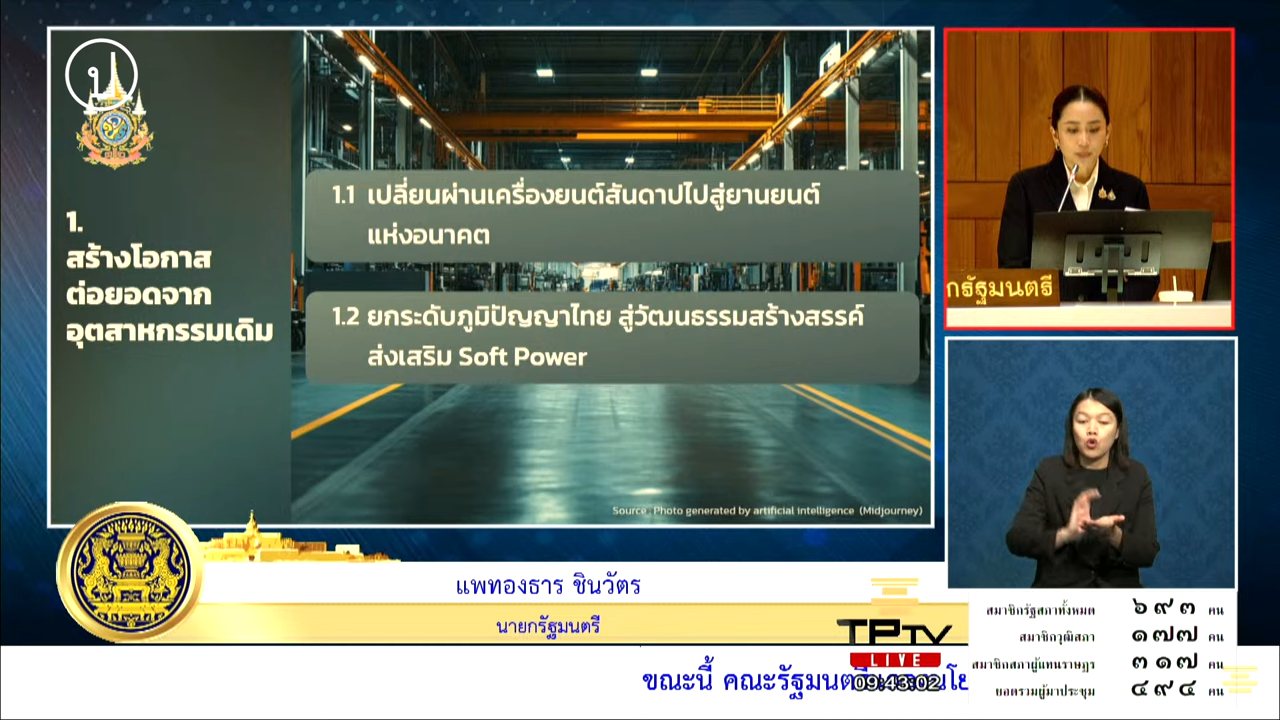 บ
1.
สร้างโอกาส
ต่อยอดจาก
อุตสาหกรรมเดิม
1.1 เปลี่ยนผ่านเครื่องยนต์สันดาปไปสู่ยานยนต์
แห่งอนาคต
1.2 ยกระดับภูมิปัญญาไทย สู่วัฒนธรรมสร้างสรรค์
ส่งเสริม Soft Power
Source_Photo generated by artificial intelligence (Midjourney)
กรัฐมนตรี
แพทองธาร ชินวัตร
นายกรัฐมนตรี
TPTV
LIVE
09:43:02
สมาชิกรัฐสภาทั้งหมด ๖๙๓ คน
สมาชิกวุฒิสภา ๑๗๗ คน
สมาชิกสภาผู้แทนราษฎร ๓๑๗ คน
ยอดรวมผู้มาประชุม ๔๙๔ คน
ขณะนี้ คณะรัฐมนตรี